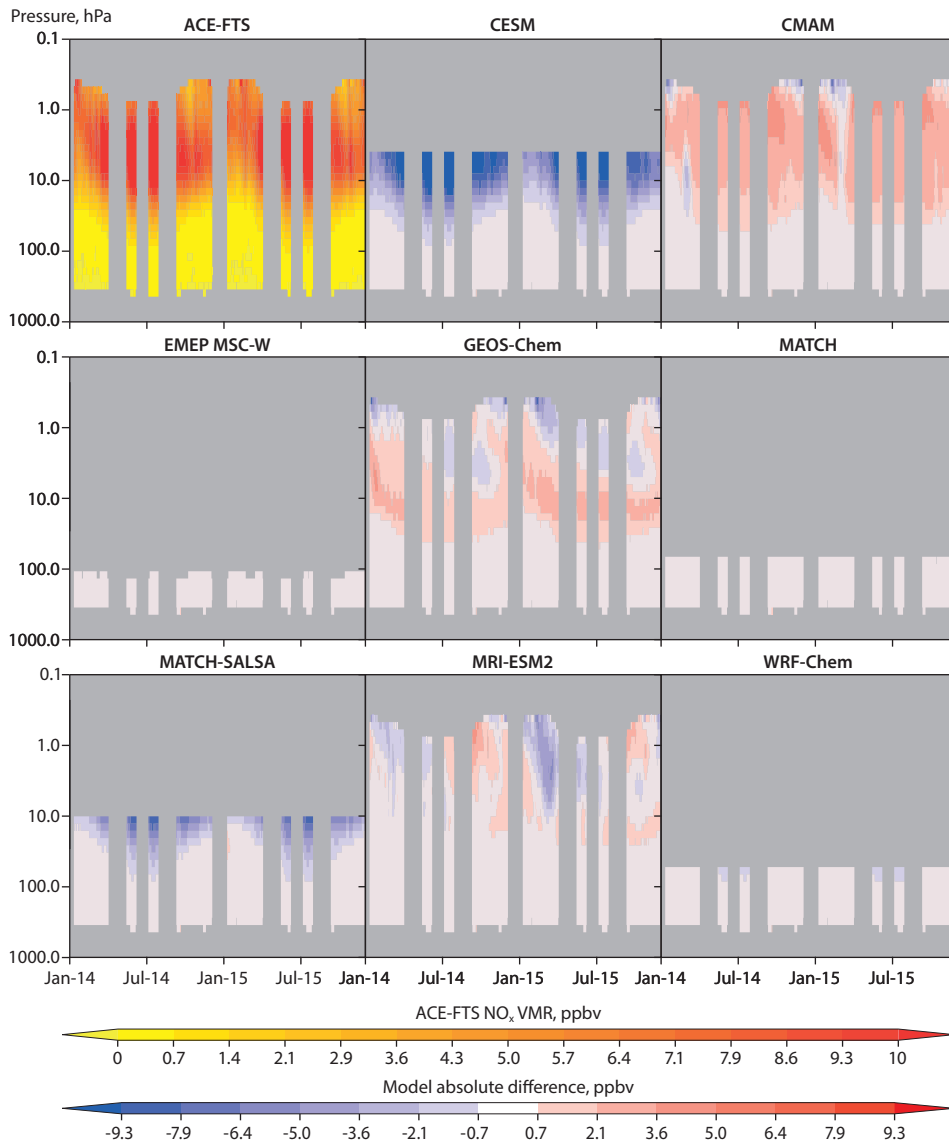 Pressure, hPa
ACE-FTS CESM CMAM
0.1
1.0
10.0
100.0
1000.0
EMEP MSC-W GEOS-Chem MATCH
0.1
1.0
10.0
100.0
1000.0
MATCH-SALSA MRI-ESM2 WRF-Chem
0.1
1.0
10.0
100.0
1000.0
Jan-14 Jul-14 Jan-15 Jul-15 Jan-14 Jul-14 Jan-15 Jul-15 Jan-14 Jul-14 Jan-15 Jul-15
ACE-FTS NOₓ VMR, ppbv
0 0.7 1.4 2.1 2.9 3.6 4.3 5.0 5.7 6.4 7.1 7.9 8.6 9.3 10
Model absolute difference, ppbv
-9.3 -7.9 -6.4 -5.0 -3.6 -2.1 -0.7 0.7 2.1 3.6 5.0 6.4 7.9 9.3